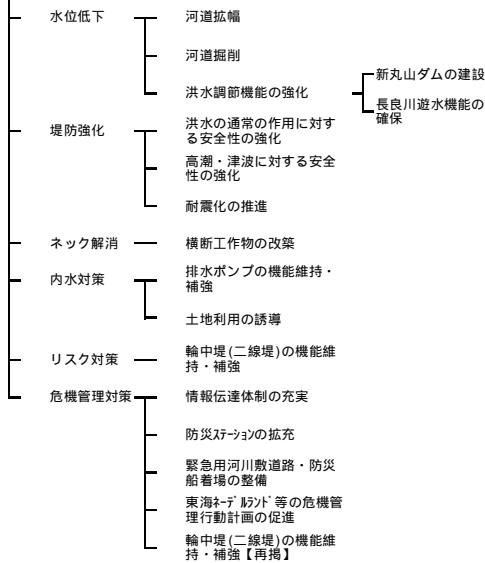 水位低下
河道拡幅
河道掘削
洪水調節機能の強化
新丸山ダムの建設
長良川遊水機能の
確保
堤防強化
洪水の通常の作用に対す
る安全性の強化
高潮・津波に対する安全
性の強化
耐震化の推進
ネック解消
横断工作物の改築
内水対策
排水ポンプの機能維持・
補強
土地利用の誘導
リスク対策
輪中堤(二線堤)の機能維
持・補強
危機管理対策
情報伝達体制の充実
防災ｽﾃｰｼｮﾝの拡充
緊急用河川敷道路・防災
船着場の整備
東海ﾈｰﾃﾞﾙﾗﾝﾄﾞ等の危機管
理行動計画の促進
輪中堤(二線堤)の機能維
持・補強【再掲】